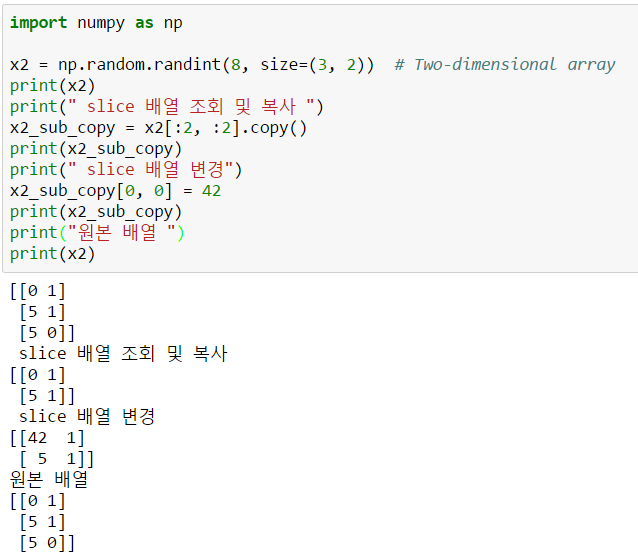 import numpy as np
x2 = np.random.randint(8, size=(3, 2))  # Two-dimensional array
print(x2)
print(" slice 배열 조회 및 복사 ")
x2_sub_copy = x2[:2, :2].copy()
print(x2_sub_copy)
print(" slice 배열 변경")
x2_sub_copy[0, 0] = 42
print(x2_sub_copy)
print("원본 배열 ")
print(x2)
[[0 1]
 [5 1]
 [5 0]]
 slice 배열 조회 및 복사
[[0 1]
 [5 1]]
 slice 배열 변경
[[42  1]
 [ 5  1]]
원본 배열
[[0 1]
 [5 1]
 [5 0]]